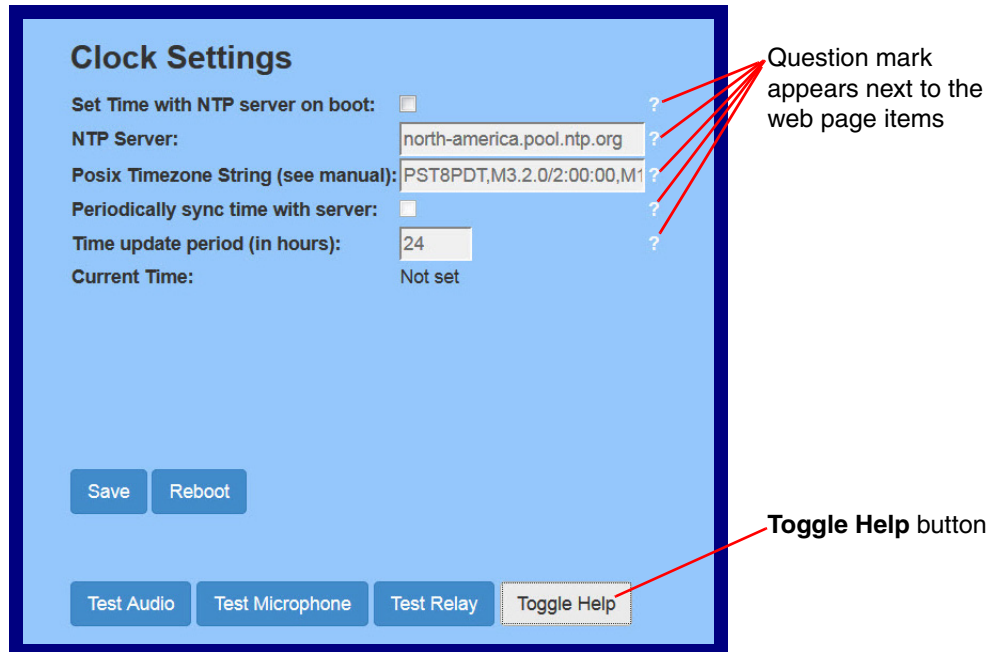 Clock Settings
Set Time with NTP server on boot: ?
NTP Server: north-america.pool.ntp.org ?
Posix Timezone String (see manual): PST8PDT,M3.2.0/2:00:00,M1 ?
Periodically sync time with server: ?
Time update period (in hours): 24 ?
Current Time: Not set
Save Reboot
Test Audio Test Microphone Test Relay Toggle Help
Question mark
appears next to the
web page items
Toggle Help button